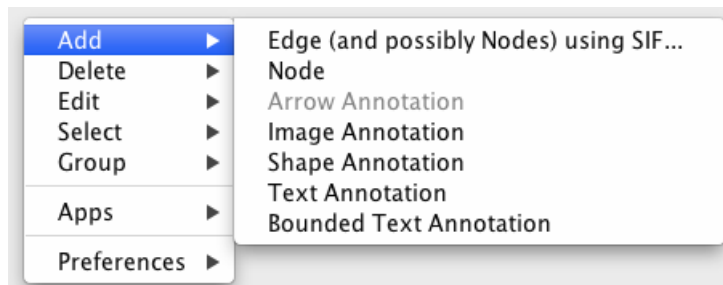 Add
Delete
Edit
Select
Group
Apps
Preferences
Edge (and possibly Nodes) using SIF...
Node
Arrow Annotation
Image Annotation
Shape Annotation
Text Annotation
Bounded Text Annotation